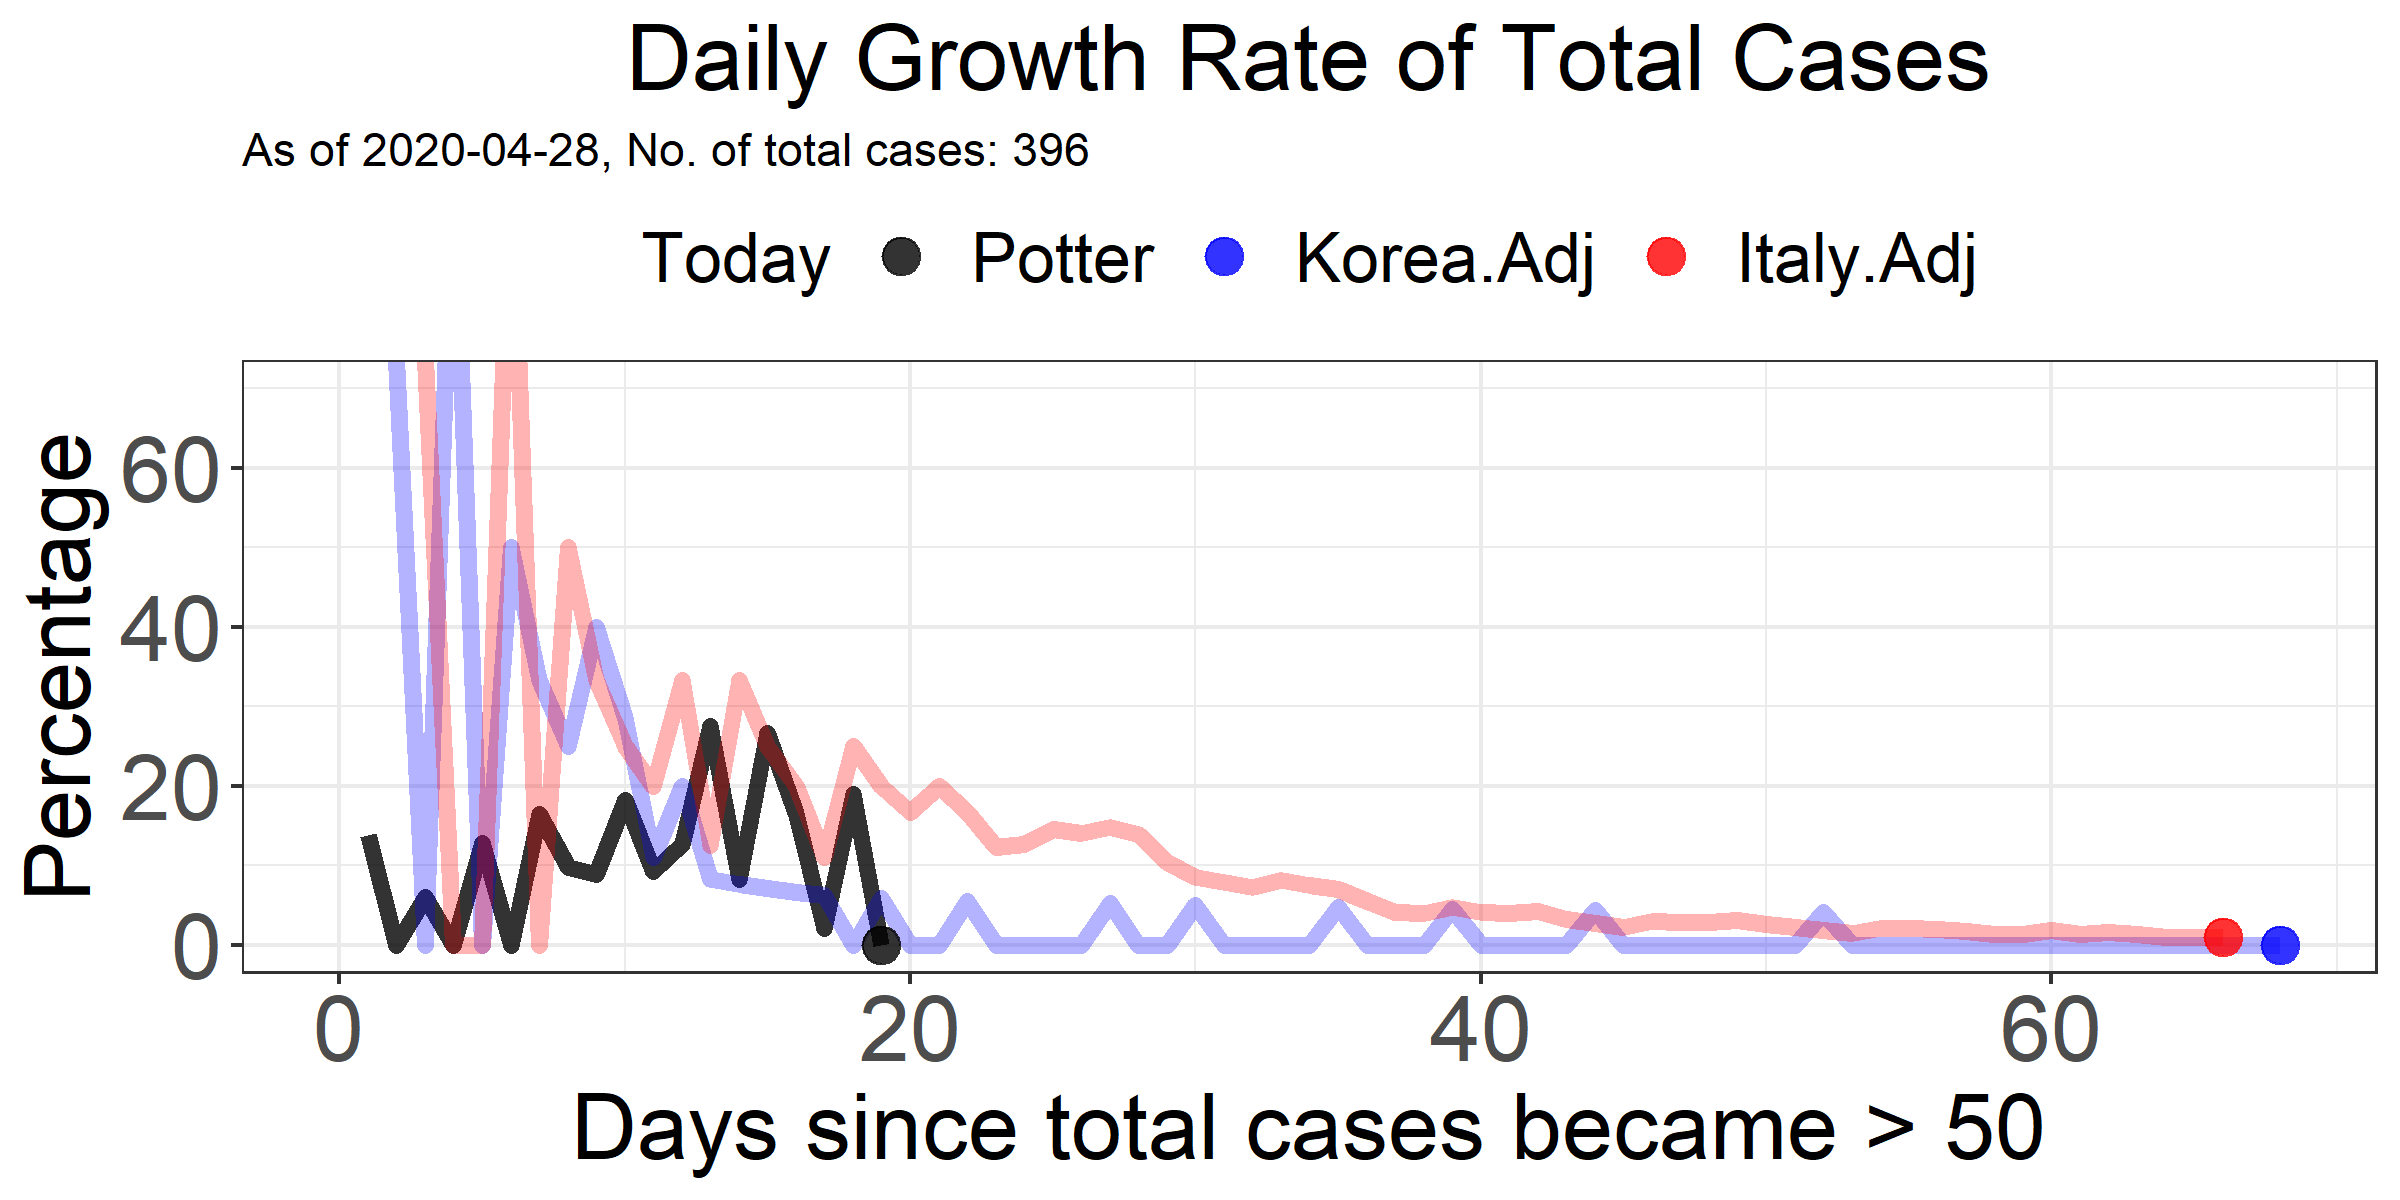 Daily Growth Rate of Total Cases
As of 2020-04-28, No. of total cases: 396
Today Potter Korea.Adj Italy.Adj
Percentage
60
40
20
0
0 20 40 60
Days since total cases became > 50